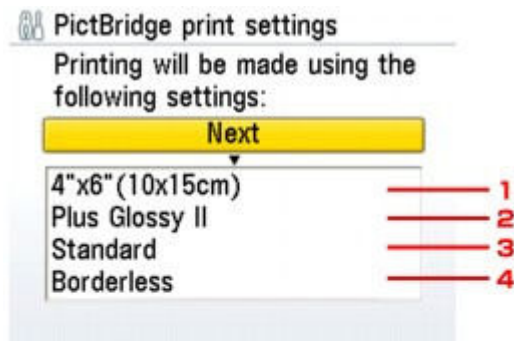 PictBridge print settings
Printing will be made using the
following settings:
Next
4"x6"(10x15cm) 1
Plus Glossy II 2
Standard 3
Borderless 4